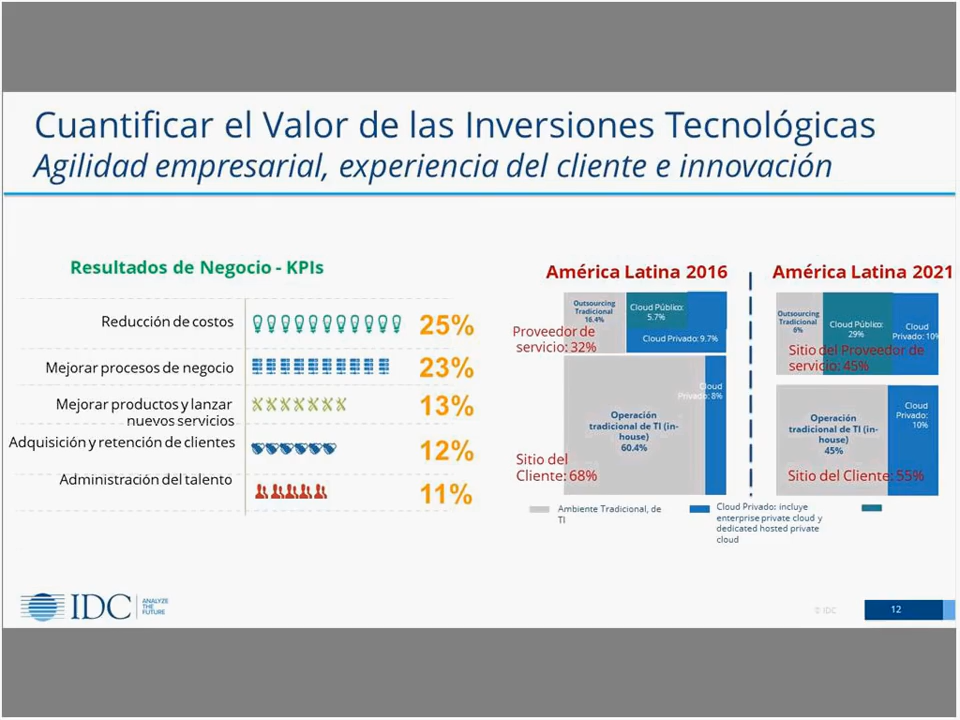 Cuantificar el Valor de las Inversiones Tecnológicas
Agilidad empresarial, experiencia del cliente e innovación
Resultados de Negocio - KPIs
Reducción de costos
25%
Mejorar procesos de negocio
23%
Mejorar productos y lanzar
nuevos servicios
13%
Adquisición y retención de clientes
12%
Administración del talento
11%
América Latina 2016
Outsourcing
Tradicional
16.4%
Cloud Público:
5.7%
Cloud Privado: 9.7%
Proveedor de
servicio: 32%
Cloud
Privado: 8%
Operación
tradicional de TI (in-
house)
60.4%
Sitio del
Cliente: 68%
América Latina 2021
Outsourcing
Tradicional
6%
Cloud Público:
29%
Cloud
Privado: 10%
Sitio del Proveedor de
servicio: 45%
Operación
tradicional de TI (in-
house)
45%
Cloud
Privado:
10%
Sitio del Cliente: 55%
Ambiente Tradicional, de
TI
Cloud Privado: incluye
enterprise private cloud y
dedicated hosted private
cloud
IDC
ANALYZE
THE
FUTURE
© IDC
12